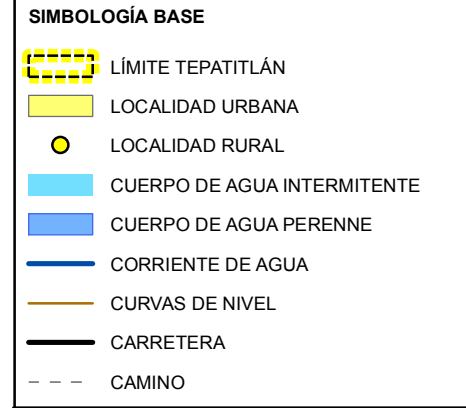 SIMBOLOGÍA BASE
LÍMITE TEPATITLÁN
LOCALIDAD URBANA
LOCALIDAD RURAL
CUERPO DE AGUA INTERMITENTE
CUERPO DE AGUA PERENNE
CORRIENTE DE AGUA
CURVAS DE NIVEL
CARRETERA
CAMINO